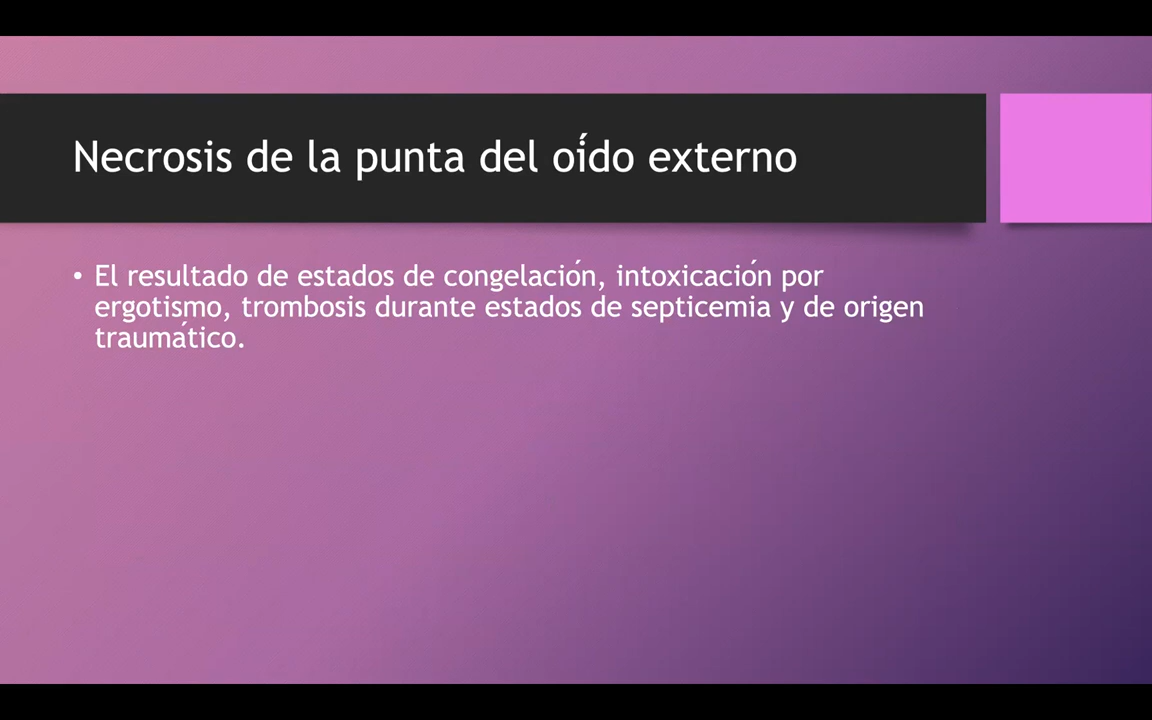 Necrosis de la punta del oído externo
• El resultado de estados de congelación, intoxicación por
ergotismo, trombosis durante estados de septicemia y de origen
traumático.